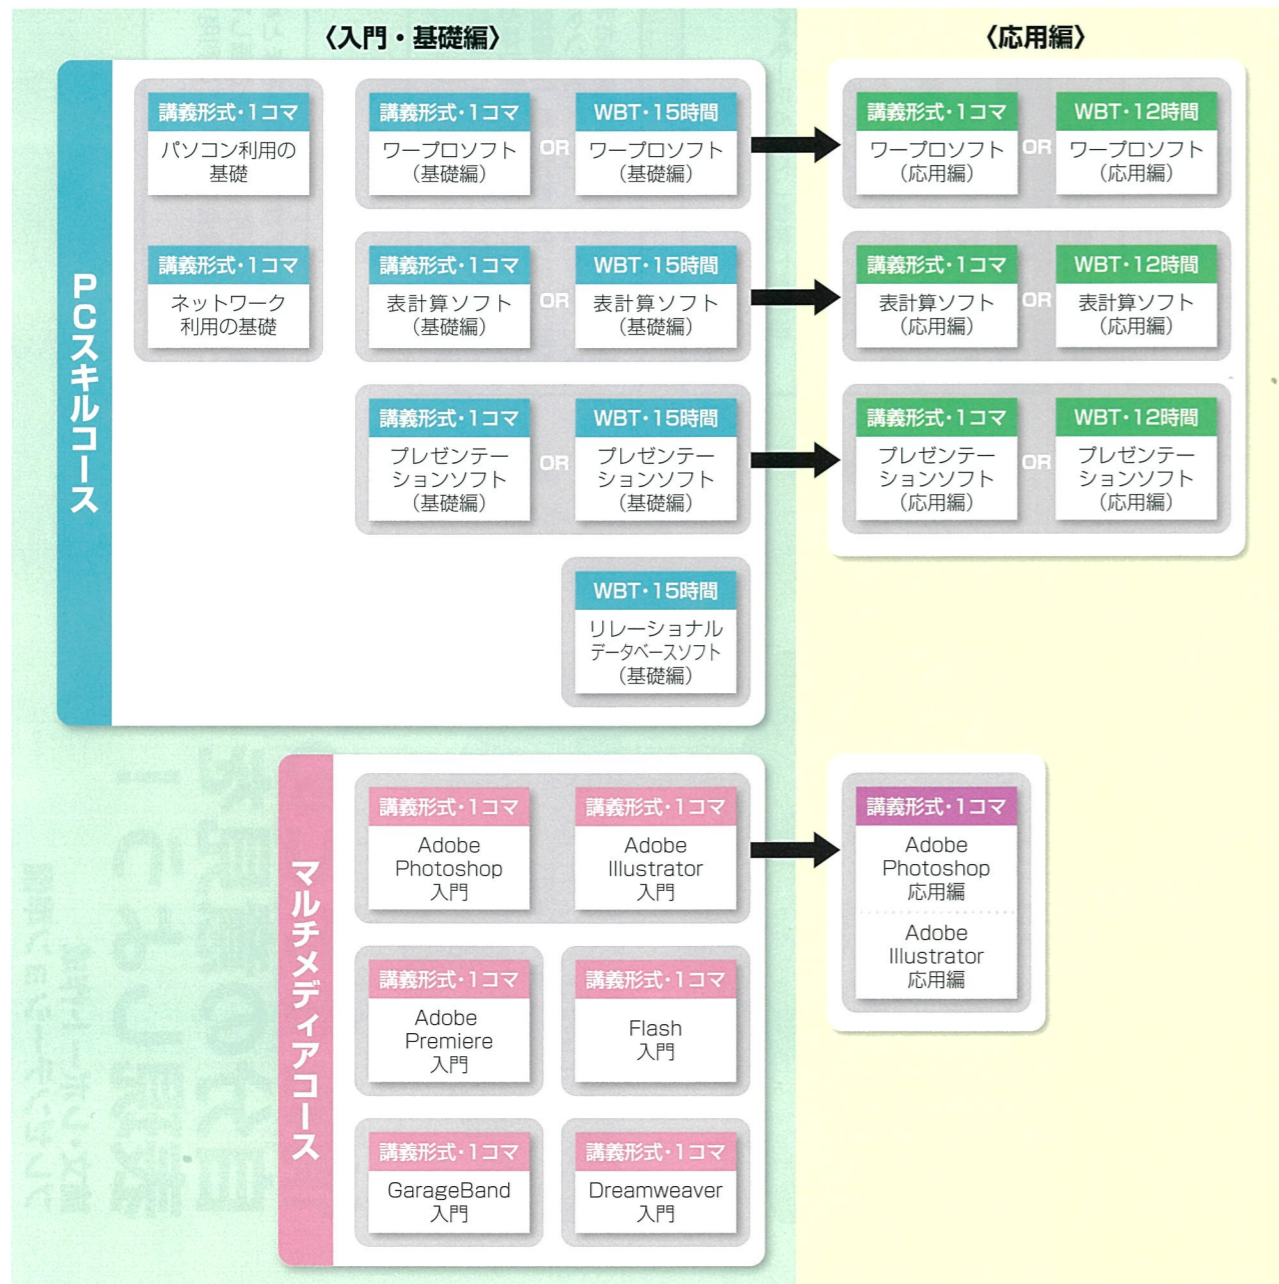 〈入門・基礎編〉
〈応用編〉
PCスキルコース
講義形式・1コマ
パソコン利用の
基礎
講義形式・1コマ
ネットワーク
利用の基礎
講義形式・1コマ
ワープロソフト
（基礎編）
OR
WBT・15時間
ワープロソフト
（基礎編）
講義形式・1コマ
ワープロソフト
（応用編）
OR
WBT・12時間
ワープロソフト
（応用編）
講義形式・1コマ
表計算ソフト
（基礎編）
OR
WBT・15時間
表計算ソフト
（基礎編）
講義形式・1コマ
表計算ソフト
（応用編）
OR
WBT・12時間
表計算ソフト
（応用編）
講義形式・1コマ
プレゼンテー
ションソフト
（基礎編）
OR
WBT・15時間
プレゼンテー
ションソフト
（基礎編）
講義形式・1コマ
プレゼンテー
ションソフト
（応用編）
OR
WBT・12時間
プレゼンテー
ションソフト
（応用編）
WBT・15時間
リレーショナル
データベースソフト
（基礎編）
マルチメディアコース
講義形式・1コマ
Adobe
Photoshop
入門
講義形式・1コマ
Adobe
Illustrator
入門
講義形式・1コマ
Adobe
Photoshop
応用編
Adobe
Illustrator
応用編
講義形式・1コマ
Adobe
Premiere
入門
講義形式・1コマ
Flash
入門
講義形式・1コマ
GarageBand
入門
講義形式・1コマ
Dreamweaver
入門